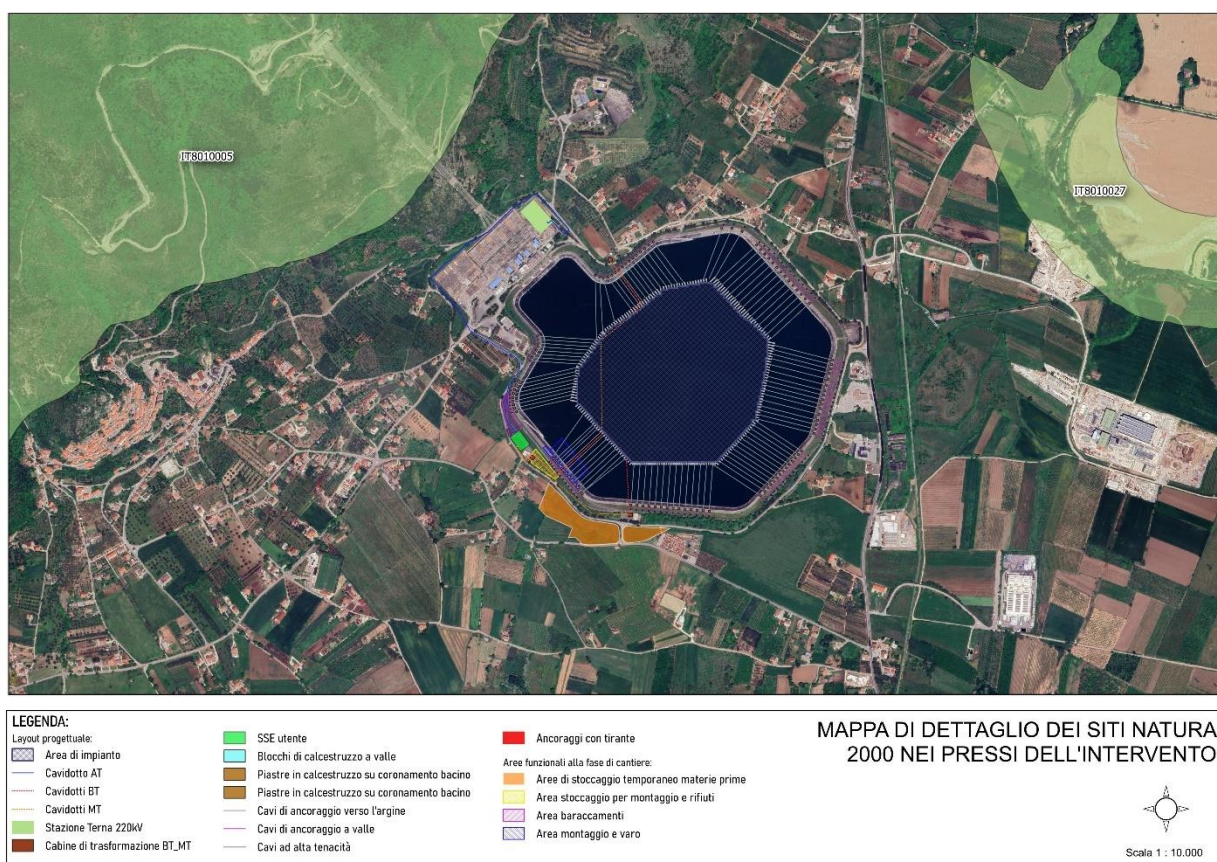 IT8010005
IT8010027
LEGENDA:
Layout progettuale:
Area di impianto
Cavidotto AT
Cavidotti BT
Cavidotti MT
Stazione Terna 220kV
Cabine di trasformazione BT_MT
SSE utente
Blocchi di calcestruzzo a valle
Piastre in calcestruzzo su coronamento bacino
Piastre in calcestruzzo su coronamento bacino
Cavi di ancoraggio verso l'argine
Cavi di ancoraggio a valle
Cavi ad alta tenacità
Ancoraggi con tirante
Aree funzionali alla fase di cantiere:
Aree di stoccaggio temporaneo materie prime
Area stoccaggio per montaggio e rifiuti
Area baraccamenti
Area montaggio e varo
MAPPA DI DETTAGLIO DEI SITI NATURA
2000 NEI PRESSI DELL'INTERVENTO
Scala 1 : 10.000